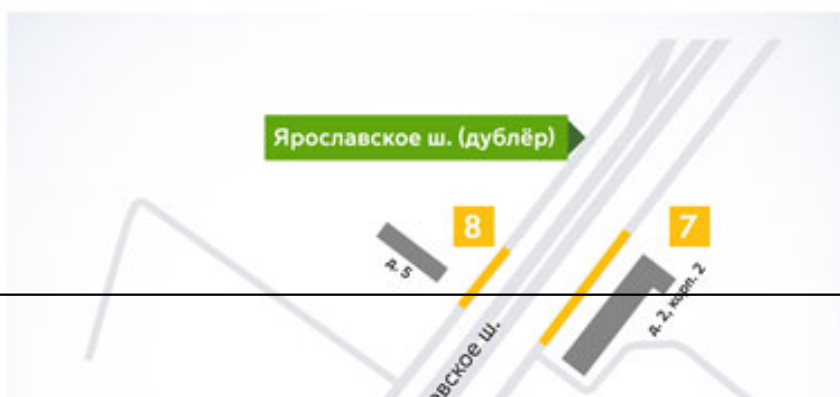 Ярославское ш. (дублёр)
8
7
д. 5
д. 2, корп. 2
вское ш.